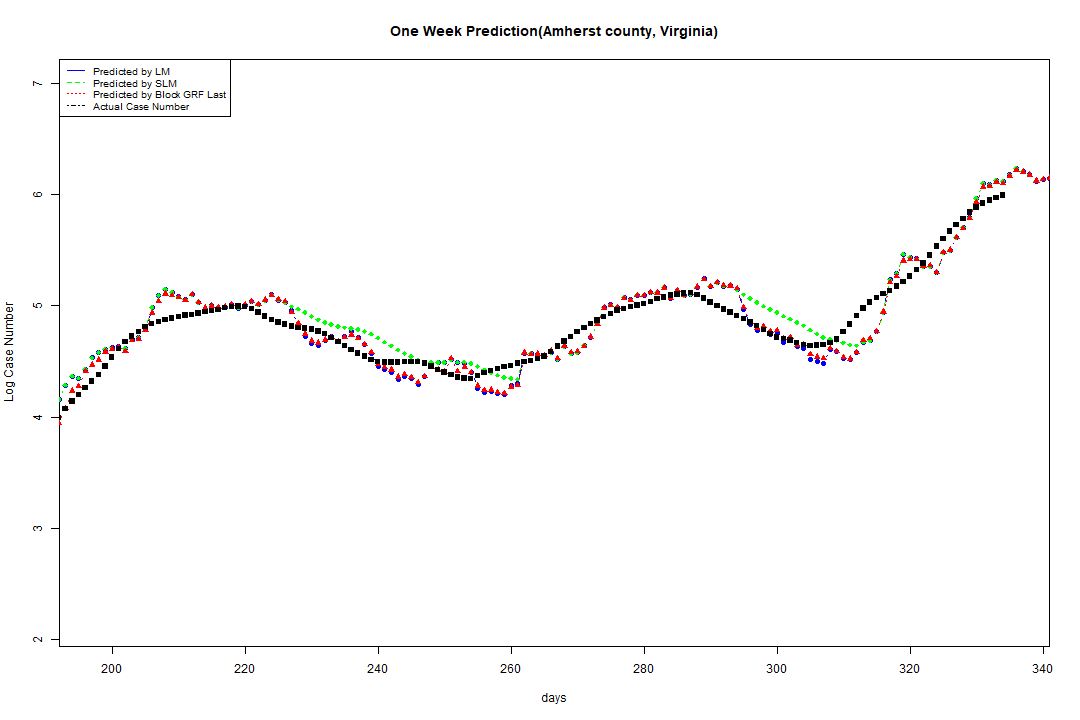 One Week Prediction(Amherst county, Virginia)
Predicted by LM
Predicted by SLM
Predicted by Block GRF Last
Actual Case Number
Log Case Number
7
6
5
4
3
2
200 220 240 260 280 300 320 340
days